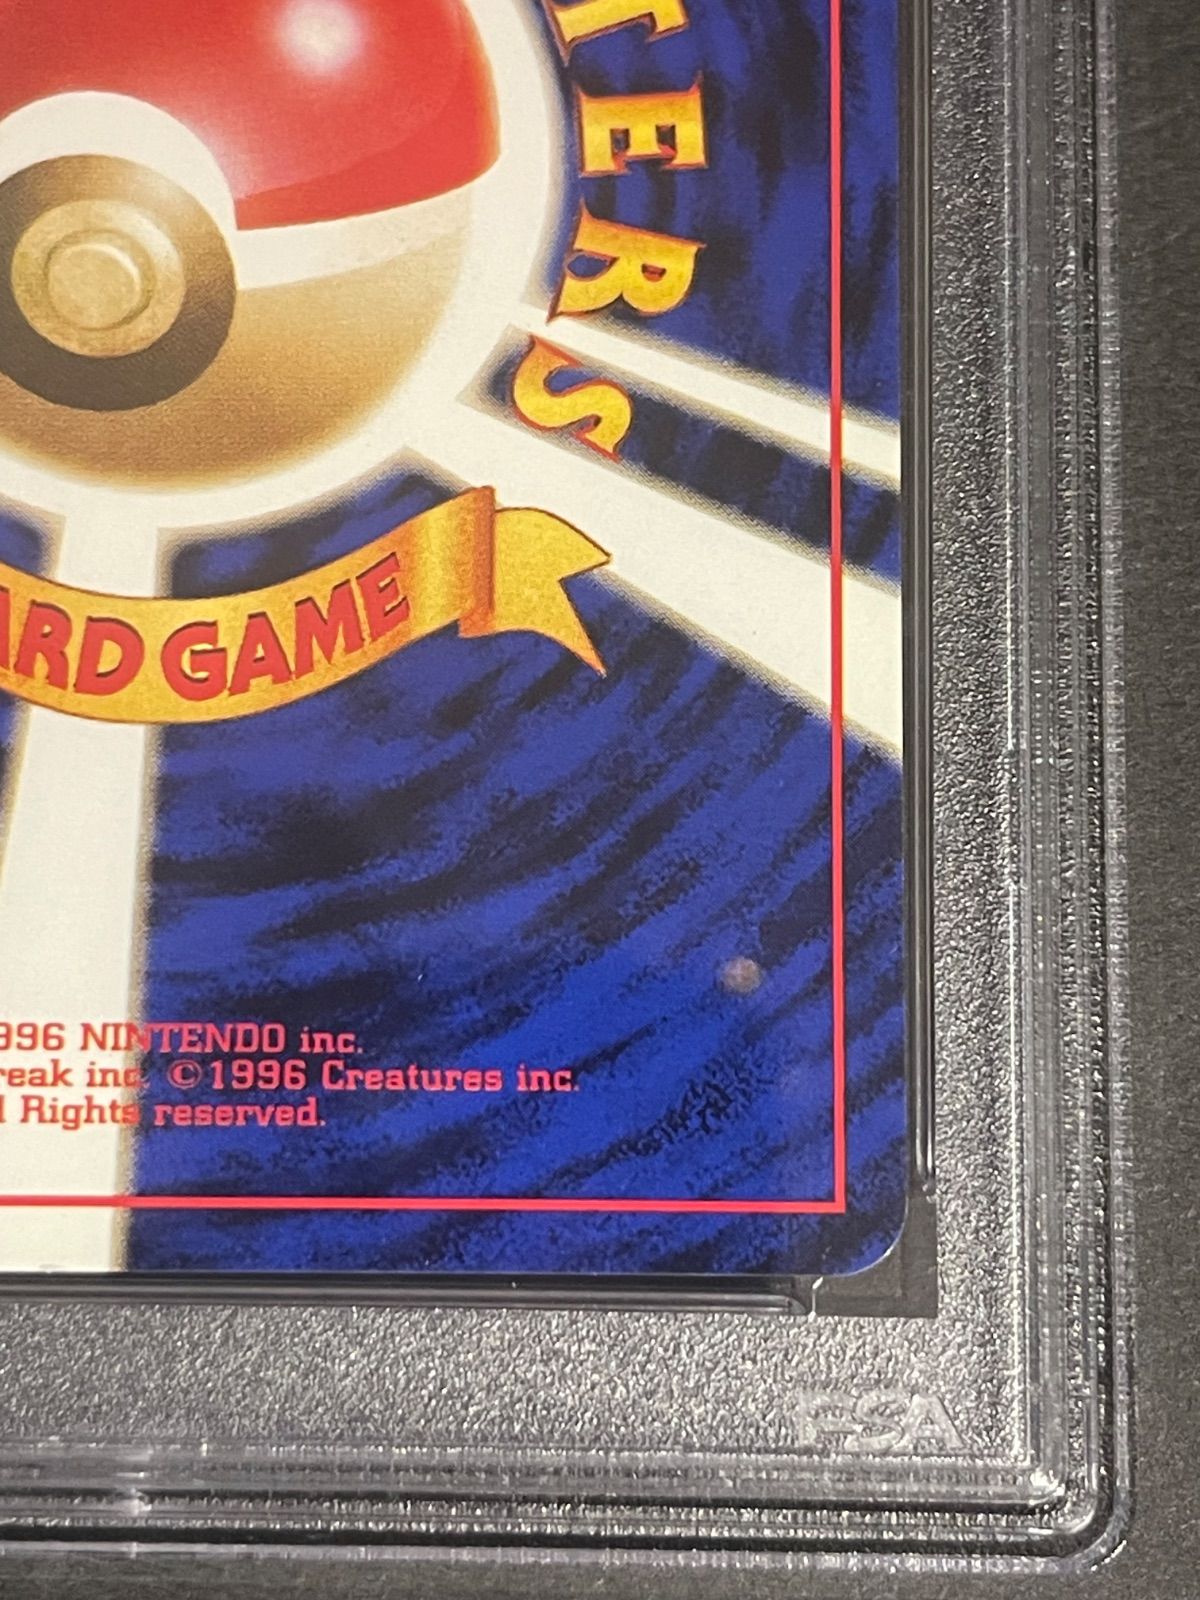 TERS
ARD GAME
996 NINTENDO inc.
reak inc. ©1996 Creatures inc.
l Rights reserved.
PSA